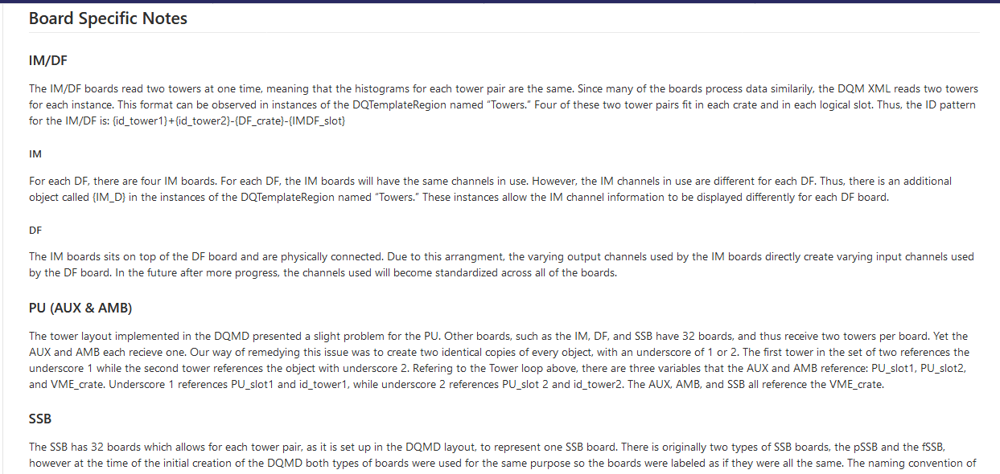 Board Specific Notes
IM/DF
The IM/DF boards read two towers at one time, meaning that the histograms for each tower pair are the same. Since many of the boards process data similarily, the DQM XML reads two towers
for each instance. This format can be observed in instances of the DQTemplateRegion named “Towers.” Four of these two tower pairs fit in each crate and in each logical slot. Thus, the ID pattern
for the IM/DF is: {id_tower1}+{id_tower2}-{DF_crate}-{IMDF_slot}
IM
For each DF, there are four IM boards. For each DF, the IM boards will have the same channels in use. However, the IM channels in use are different for each DF. Thus, there is an additional
object called {IM_D} in the instances of the DQTemplateRegion named “Towers.” These instances allow the IM channel information to be displayed differently for each DF board.
DF
The IM boards sits on top of the DF board and are physically connected. Due to this arrangment, the varying output channels used by the IM boards directly create varying input channels used
by the DF board. In the future after more progress, the channels used will become standardized across all of the boards.
PU (AUX & AMB)
The tower layout implemented in the DQMD presented a slight problem for the PU. Other boards, such as the IM, DF, and SSB have 32 boards, and thus receive two towers per board. Yet the
AUX and AMB each recieve one. Our way of remedying this issue was to create two identical copies of every object, with an underscore of 1 or 2. The first tower in the set of two references the
underscore 1 while the second tower references the object with underscore 2. Refering to the Tower loop above, there are three variables that the AUX and AMB reference: PU_slot1, PU_slot2,
and VME_crate. Underscore 1 references PU_slot1 and id_tower1, while underscore 2 references PU_slot 2 and id_tower2. The AUX, AMB, and SSB all reference the VME_crate.
SSB
The SSB has 32 boards which allows for each tower pair, as it is set up in the DQMD layout, to represent one SSB board. There is originally two types of SSB boards, the pSSB and the fSSB,
however at the time of the initial creation of the DQMD both types of boards were used for the same purpose so the boards were labeled as if they were all the same. The naming convention of